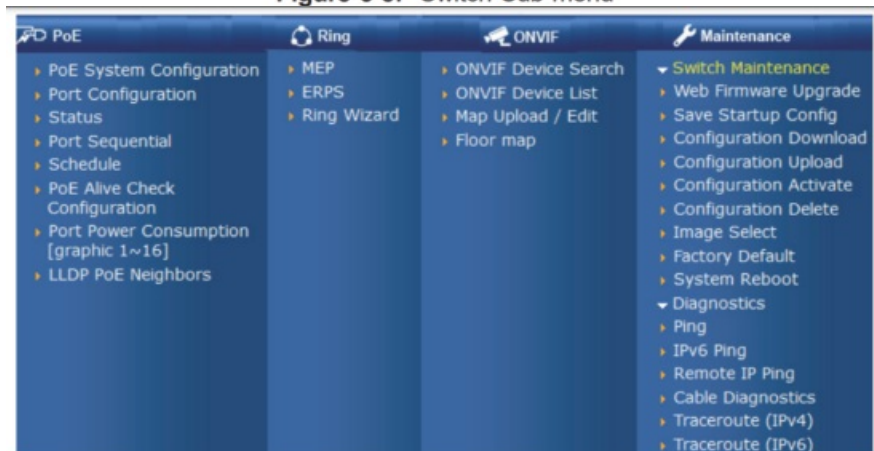 PoE
PoE System Configuration
Port Configuration
Status
Port Sequential
Schedule
PoE Alive Check
Configuration
Port Power Consumption
[graphic 1~16]
LLDP PoE Neighbors
Ring
MEP
ERPS
Ring Wizard
ONVIF
ONVIF Device Search
ONVIF Device List
Map Upload / Edit
Floor map
Maintenance
Switch Maintenance
Web Firmware Upgrade
Save Startup Config
Configuration Download
Configuration Upload
Configuration Activate
Configuration Delete
Image Select
Factory Default
System Reboot
Diagnostics
Ping
IPv6 Ping
Remote IP Ping
Cable Diagnostics
Traceroute (IPv4)
Traceroute (IPv6)